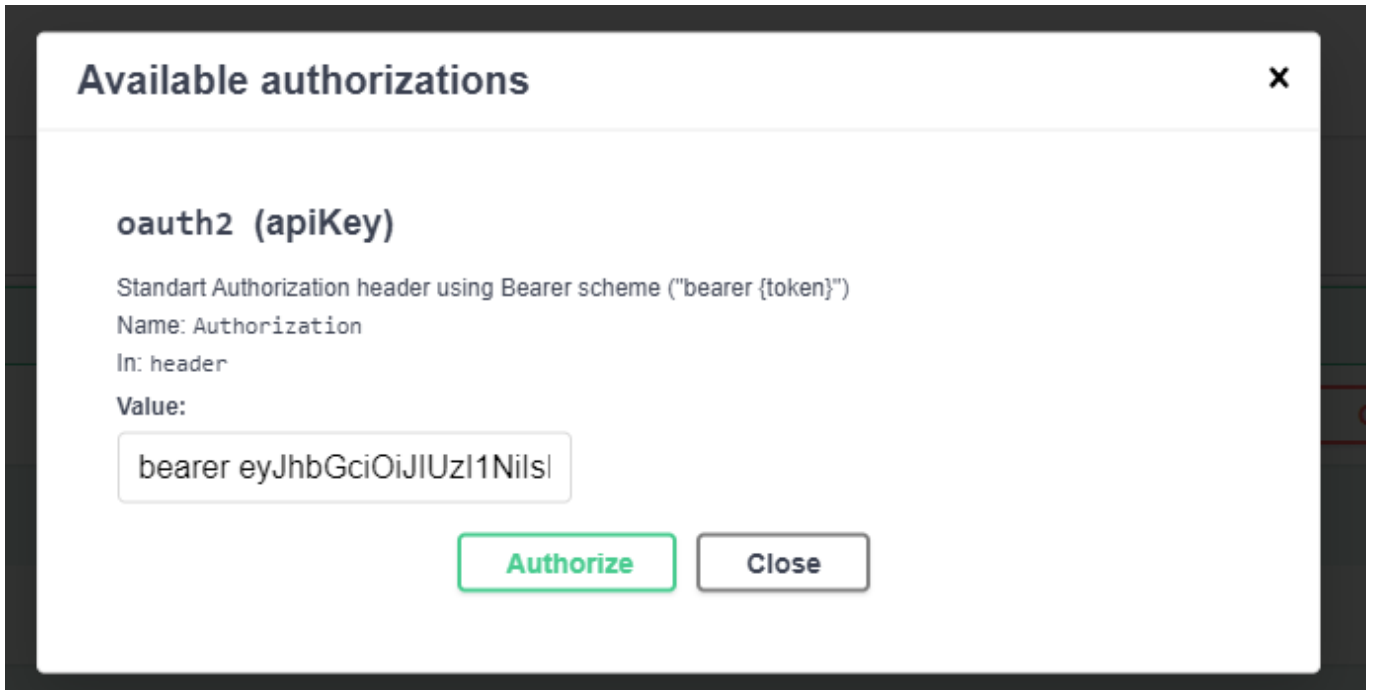 Available authorizations
×
oauth2 (apiKey)
Standart Authorization header using Bearer scheme ("bearer {token}")
Name: Authorization
In: header
Value:
bearer eyJhbGciOiJIUzI1NiIsI
Authorize
Close